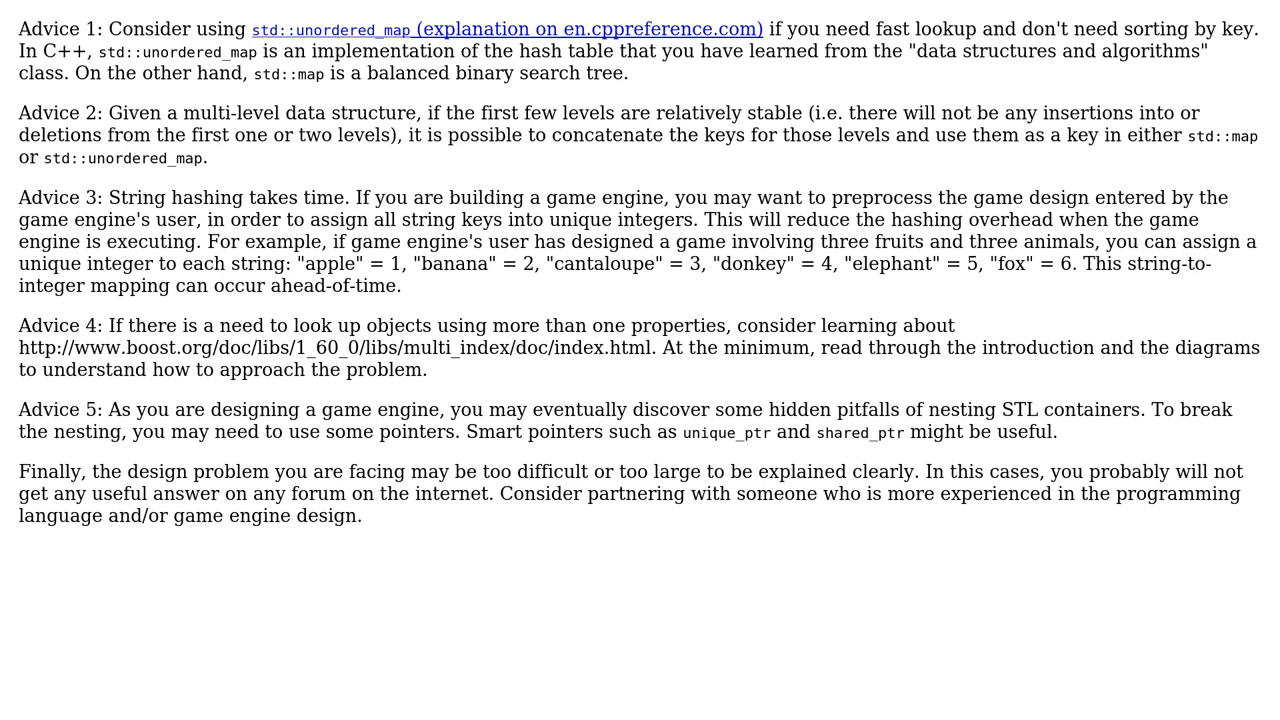 Advice 1: Consider using std::unordered_map (explanation on en.cppreference.com) if you need fast lookup and don't need sorting by key.
In C++, std::unordered_map is an implementation of the hash table that you have learned from the "data structures and algorithms"
class. On the other hand, std::map is a balanced binary search tree.
Advice 2: Given a multi-level data structure, if the first few levels are relatively stable (i.e. there will not be any insertions into or
deletions from the first one or two levels), it is possible to concatenate the keys for those levels and use them as a key in either std::map
or std::unordered_map.
Advice 3: String hashing takes time. If you are building a game engine, you may want to preprocess the game design entered by the
game engine's user, in order to assign all string keys into unique integers. This will reduce the hashing overhead when the game
engine is executing. For example, if game engine's user has designed a game involving three fruits and three animals, you can assign a
unique integer to each string: "apple" = 1, "banana" = 2, "cantaloupe" = 3, "donkey" = 4, "elephant" = 5, "fox" = 6. This string-to-
integer mapping can occur ahead-of-time.
Advice 4: If there is a need to look up objects using more than one properties, consider learning about
http://www.boost.org/doc/libs/1_60_0/libs/multi_index/doc/index.html. At the minimum, read through the introduction and the diagrams
to understand how to approach the problem.
Advice 5: As you are designing a game engine, you may eventually discover some hidden pitfalls of nesting STL containers. To break
the nesting, you may need to use some pointers. Smart pointers such as unique_ptr and shared_ptr might be useful.
Finally, the design problem you are facing may be too difficult or too large to be explained clearly. In this cases, you probably will not
get any useful answer on any forum on the internet. Consider partnering with someone who is more experienced in the programming
language and/or game engine design.